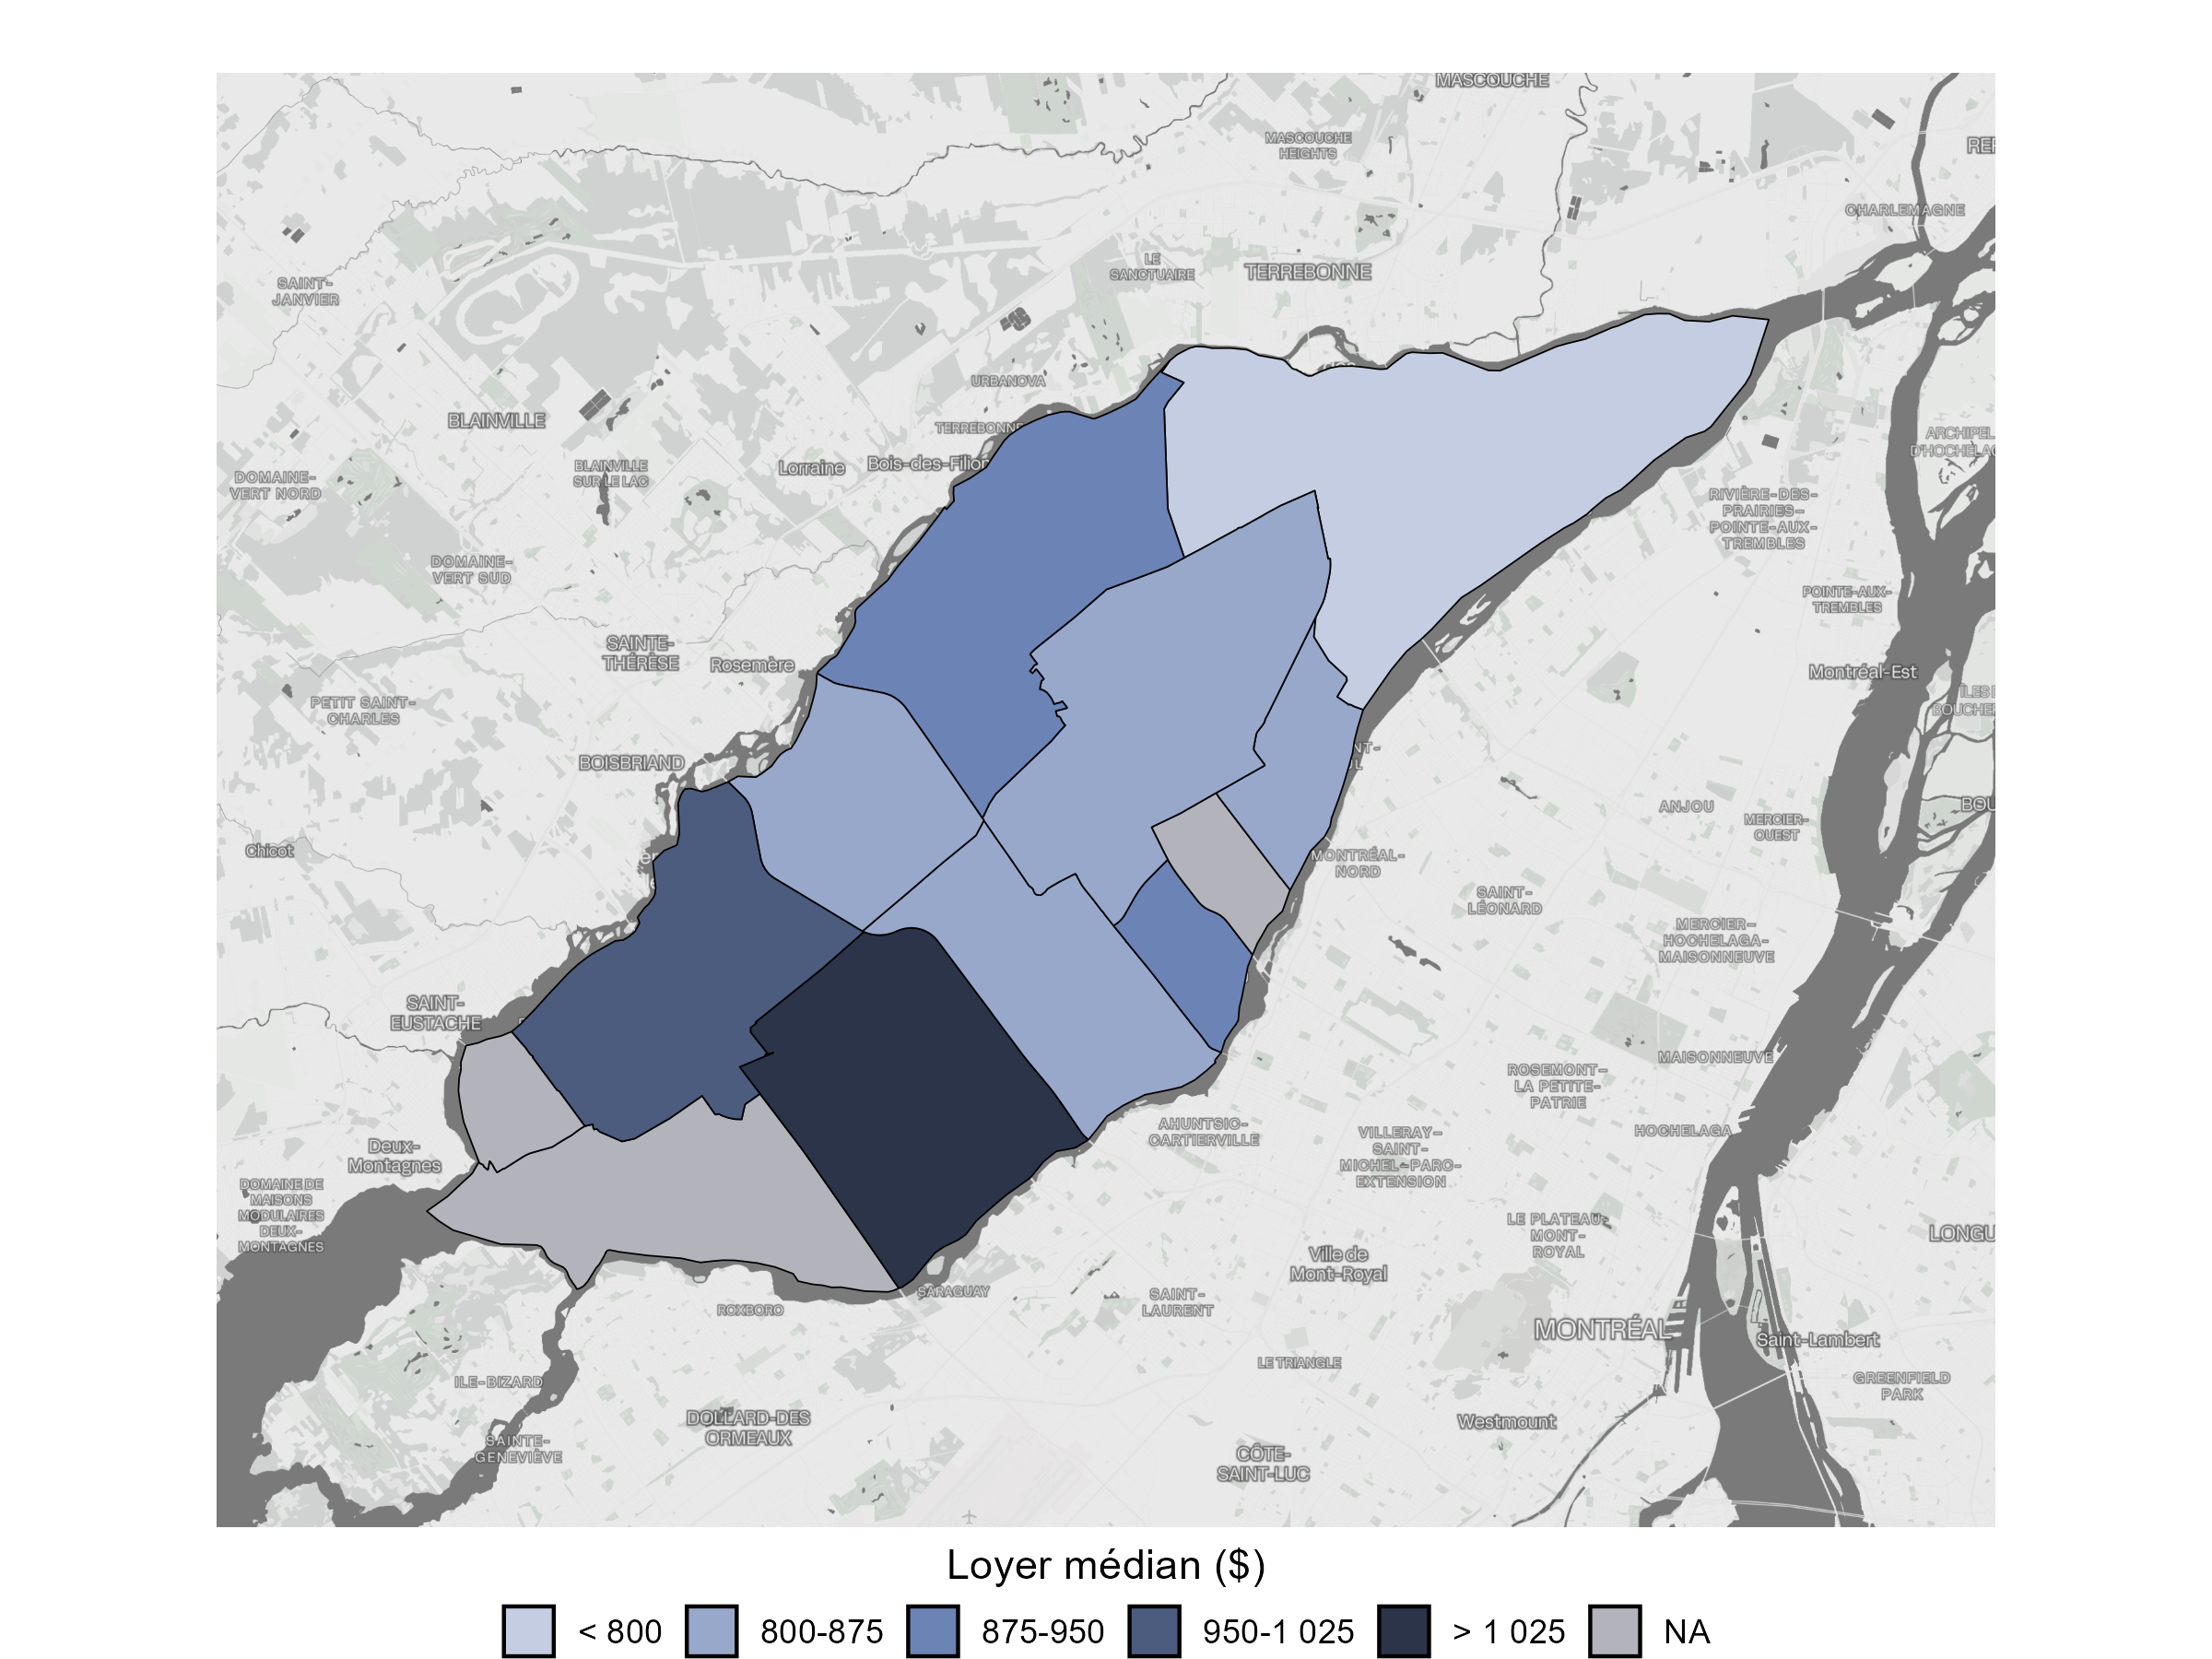 MASCOUCHE
MASCOUCHE
HEIGHTS
CHARLEMAGNE
LE
SANCTUAIRE
TERREBONNE
SAINT-
JANVIER
URBANOVA
BLAINVILLE
TERREBONNE
ARCHIPEL
D'HOCHELAG
Lorraine
Bois-des-Filion
BLAINVILLE
SUR LE LAC
DOMAINE-
VERT NORD
RIVIÈRE-DES-
PRAIRIES-
POINTE-AUX-
TREMBLES
DOMAINE-
VERT SUD
POINTE-AUX-
TREMBLES
SAINTE-
THÉRÈSE
Rosemère
Montréal-Est
PETIT SAINT-
CHARLES
ÎLES
BOUCHE
BOISBRIAND
NT-
L
ANJOU
BOU
MERCIER-
OUEST
Chicot
er
MONTRÉAL-
NORD
SAINT-
LÉONARD
MERCIER-
HOCHELAGA-
MAISONNEUVE
SAINT-
EUSTACHE
MAISONNEUVE
ROSEMONT-
LA PETITE-
PATRIE
AHUNTSIC-
CARTIERVILLE
HOCHELAGA
VILLERAY-
SAINT-
MICHEL-PARC-
EXTENSION
Deux-
Montagnes
DOMAINE DE
MAISONS
MODULAIRES
DEUX-
MONTAGNES
LE PLATEAU-
MONT-
ROYAL
LONGU
Ville de
Mont-Royal
SARAGUAY
ROXBORO
SAINT-
LAURENT
MONTRÉAL
Saint-Lambert
LE TRIANGLE
ILE-BIZARD
GREENFIELD
PARK
DOLLARD-DES
ORMEAUX
Westmount
SAINTE-
GENEVIÈVE
CÔTE-
SAINT-LUC
Loyer médian ($)
< 800
800-875
875-950
950-1 025
> 1 025
NA